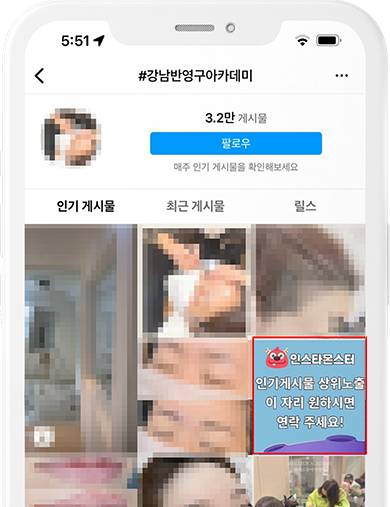 5:51
#강남반영구아카데미
3.2만 게시물
팔로우
매주 인기 게시물을 확인해보세요
인기 게시물
최근 게시물
릴스
인스타몬스터
인기게시물 상위노출
이 자리 원하시면
연락 주세요!